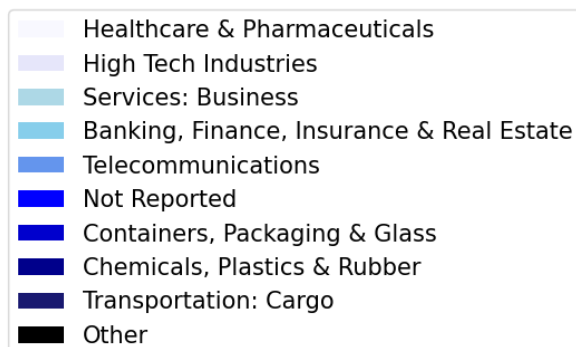 Healthcare & Pharmaceuticals
High Tech Industries
Services: Business
Banking, Finance, Insurance & Real Estate
Telecommunications
Not Reported
Containers, Packaging & Glass
Chemicals, Plastics & Rubber
Transportation: Cargo
Other